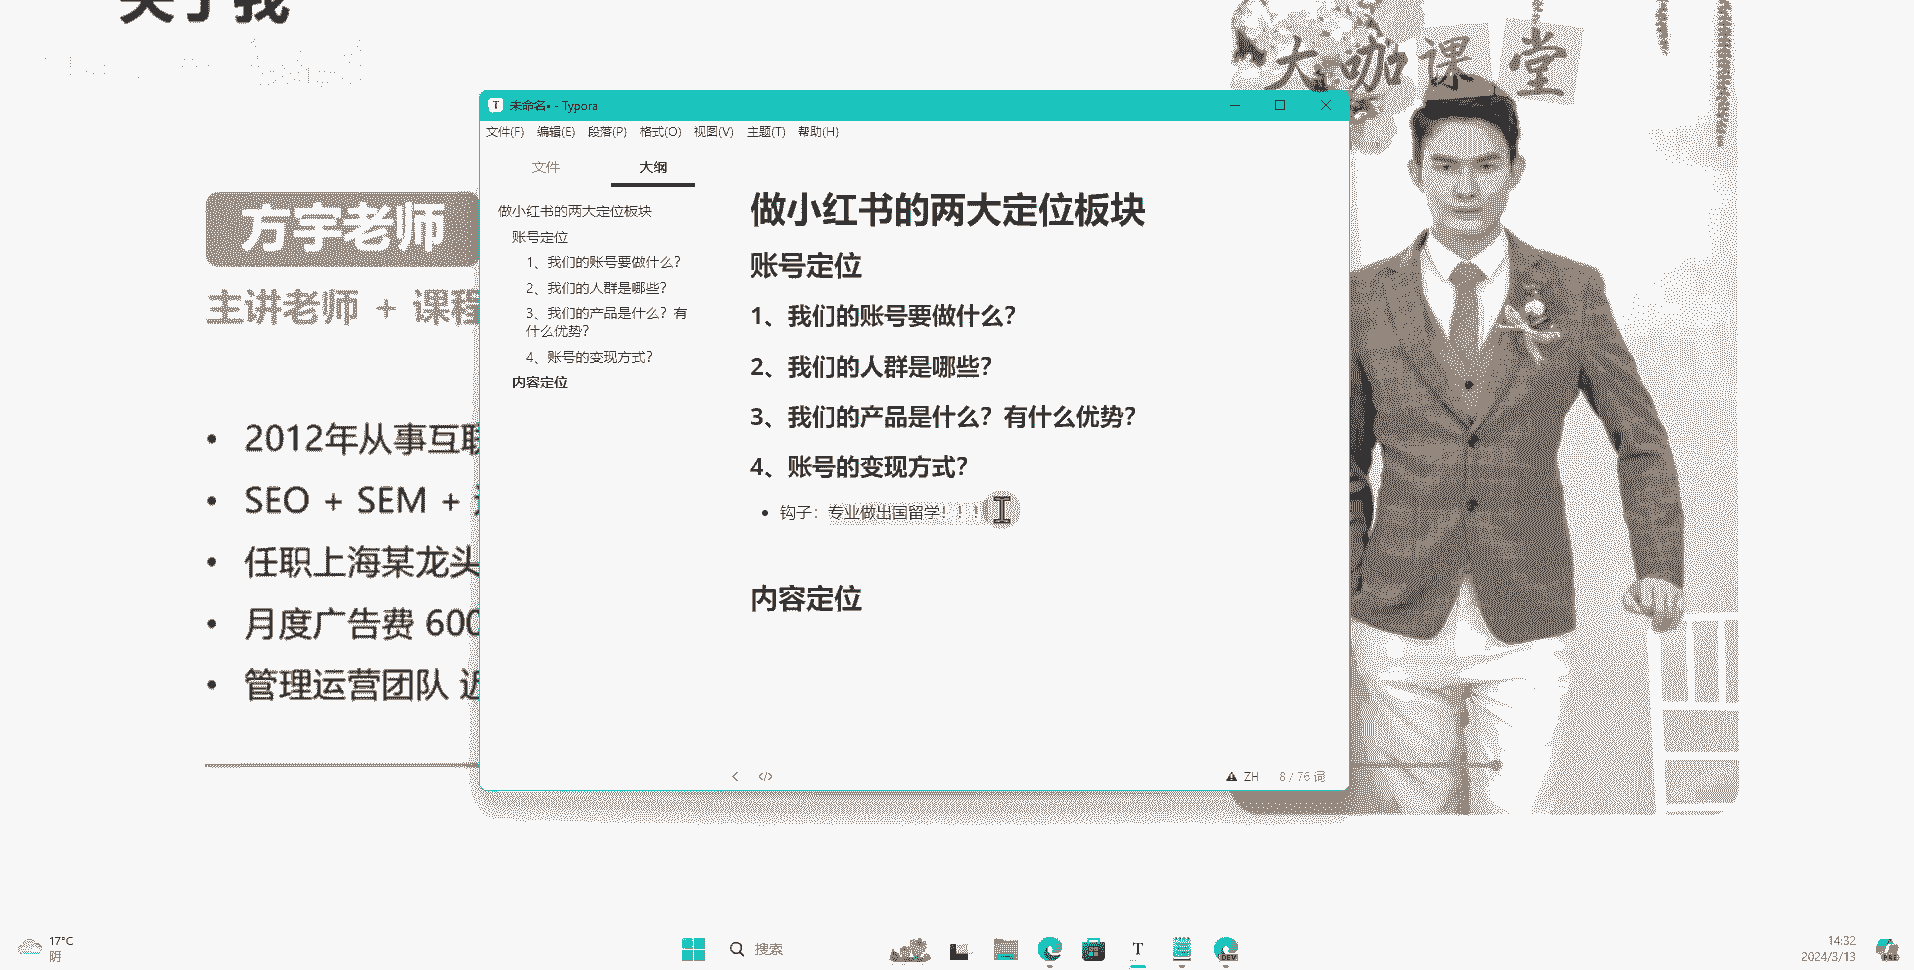 关于我
大咖课堂
方宇老师
主讲老师 + 课程
• 2012年从事互联
• SEO + SEM +
• 任职上海某龙头
• 月度广告费 600
• 管理运营团队 近
未命名• - Typora
文件(F) 编辑(E) 段落(P) 格式(O) 视图(V) 主题(T) 帮助(H)
文件 大纲
做小红书的两大定位板块
账号定位
1、我们的账号要做什么？
2、我们的人群是哪些？
3、我们的产品是什么？有
什么优势？
4、账号的变现方式？
内容定位
做小红书的两大定位板块
账号定位
1、我们的账号要做什么？
2、我们的人群是哪些？
3、我们的产品是什么？有什么优势？
4、账号的变现方式？
• 钩子：专业做出国留学！！！
内容定位
ZH 8 / 76 词
17°C
阴
搜索
T
DEV
14:32
2024/3/13
PRE